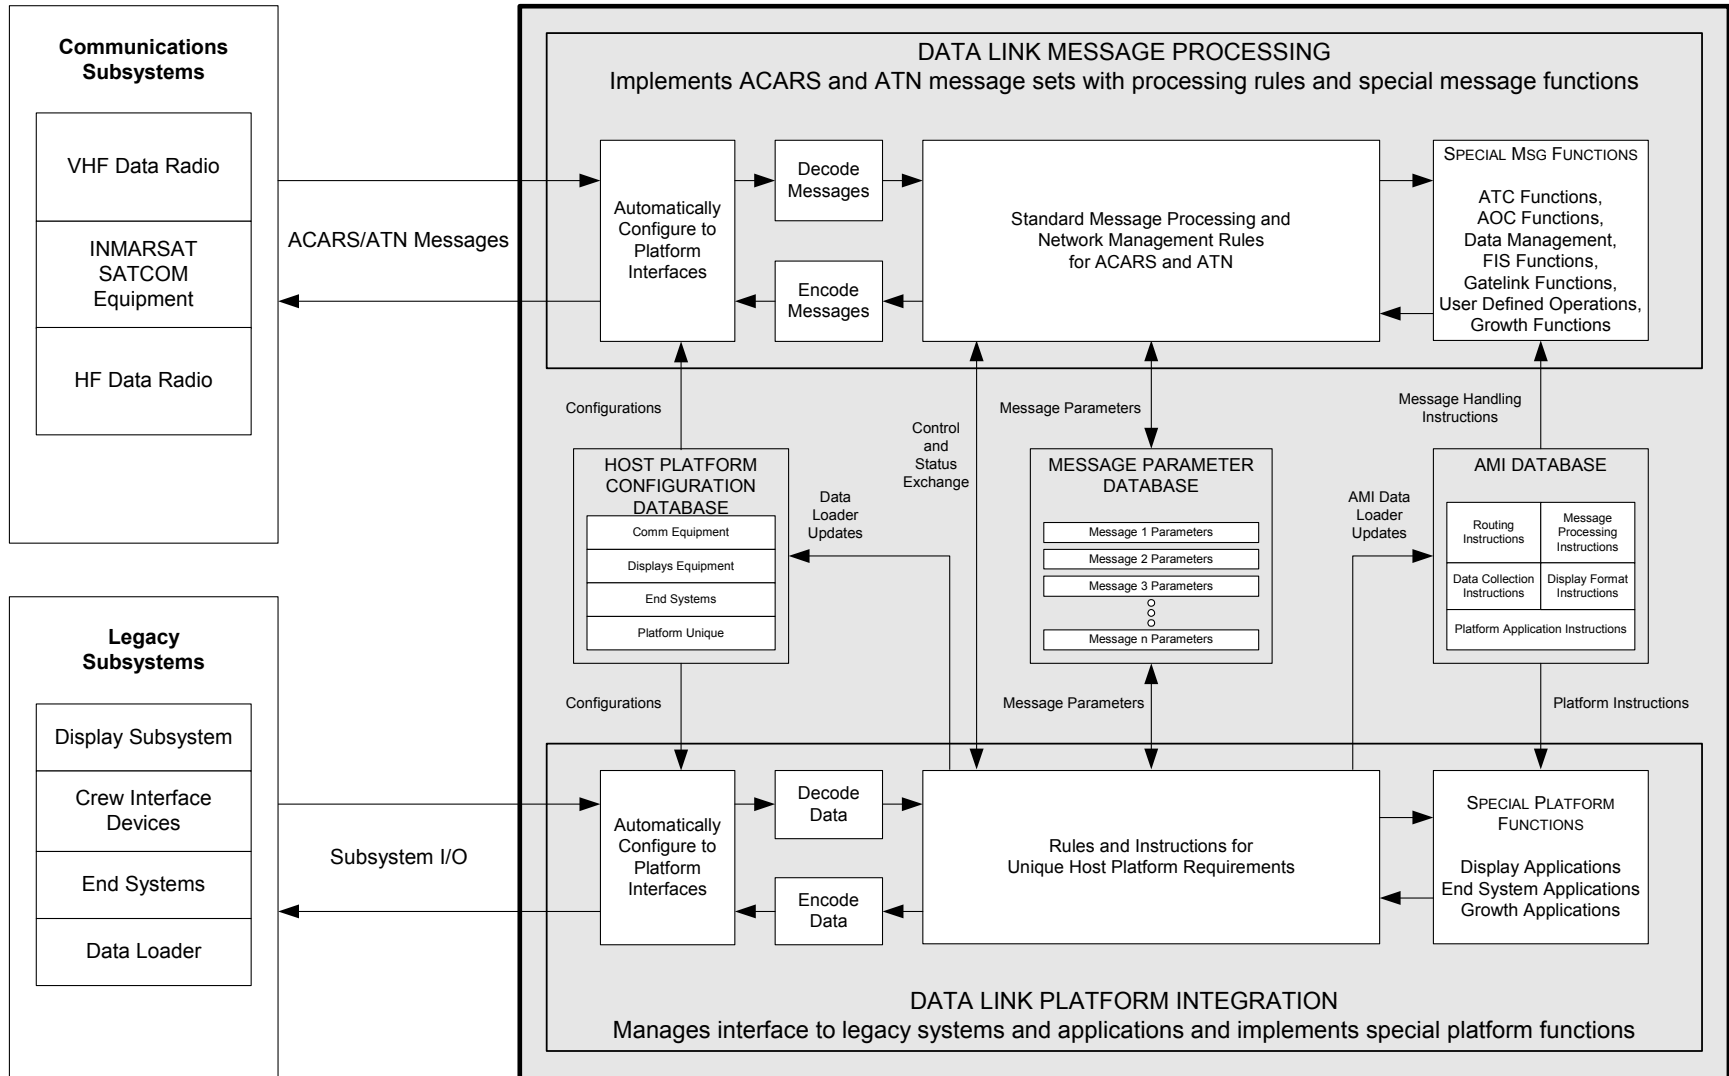 Communications
Subsystems
VHF Data Radio
INMARSAT
SATCOM
Equipment
HF Data Radio
ACARS/ATN Messages
DATA LINK MESSAGE PROCESSING
Implements ACARS and ATN message sets with processing rules and special message functions
Automatically
Configure to
Platform
Interfaces
Decode
Messages
Encode
Messages
Standard Message Processing and
Network Management Rules
for ACARS and ATN
SPECIAL MSG FUNCTIONS
ATC Functions,
AOC Functions,
Data Management,
FIS Functions,
Gatelink Functions,
User Defined Operations,
Growth Functions
Configurations
Control
and
Status
Exchange
Message Parameters
Message Handling
Instructions
HOST PLATFORM
CONFIGURATION
DATABASE
Comm Equipment
Displays Equipment
End Systems
Platform Unique
Data
Loader
Updates
MESSAGE PARAMETER
DATABASE
Message 1 Parameters
Message 2 Parameters
Message 3 Parameters
Message n Parameters
AMI Data
Loader
Updates
AMI DATABASE
Routing
Instructions
Message
Processing
Instructions
Data Collection
Instructions
Display Format
Instructions
Platform Application Instructions
Configurations
Message Parameters
Platform Instructions
Legacy
Subsystems
Display Subsystem
Crew Interface
Devices
End Systems
Data Loader
Subsystem I/O
Automatically
Configure to
Platform
Interfaces
Decode
Data
Encode
Data
Rules and Instructions for
Unique Host Platform Requirements
SPECIAL PLATFORM
FUNCTIONS
Display Applications
End System Applications
Growth Applications
DATA LINK PLATFORM INTEGRATION
Manages interface to legacy systems and applications and implements special platform functions